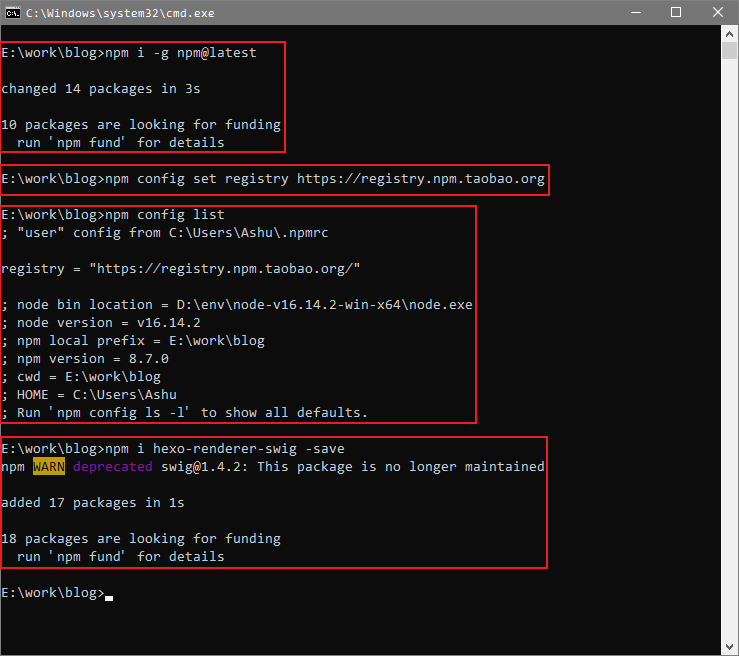 C:\Windows\system32\cmd.exe
E:\work\blog>npm i -g npm@latest
changed 14 packages in 3s
10 packages are looking for funding
  run `npm fund` for details
E:\work\blog>npm config set registry https://registry.npm.taobao.org
E:\work\blog>npm config list
; "user" config from C:\Users\Ashu\.npmrc
registry = "https://registry.npm.taobao.org/"
; node bin location = D:\env\node-v16.14.2-win-x64\node.exe
; node version = v16.14.2
; npm local prefix = E:\work\blog
; npm version = 8.7.0
; cwd = E:\work\blog
; HOME = C:\Users\Ashu
; Run `npm config ls -l` to show all defaults.
E:\work\blog>npm i hexo-renderer-swig -save
npm WARN deprecated swig@1.4.2: This package is no longer maintained
added 17 packages in 1s
18 packages are looking for funding
  run `npm fund` for details
E:\work\blog>